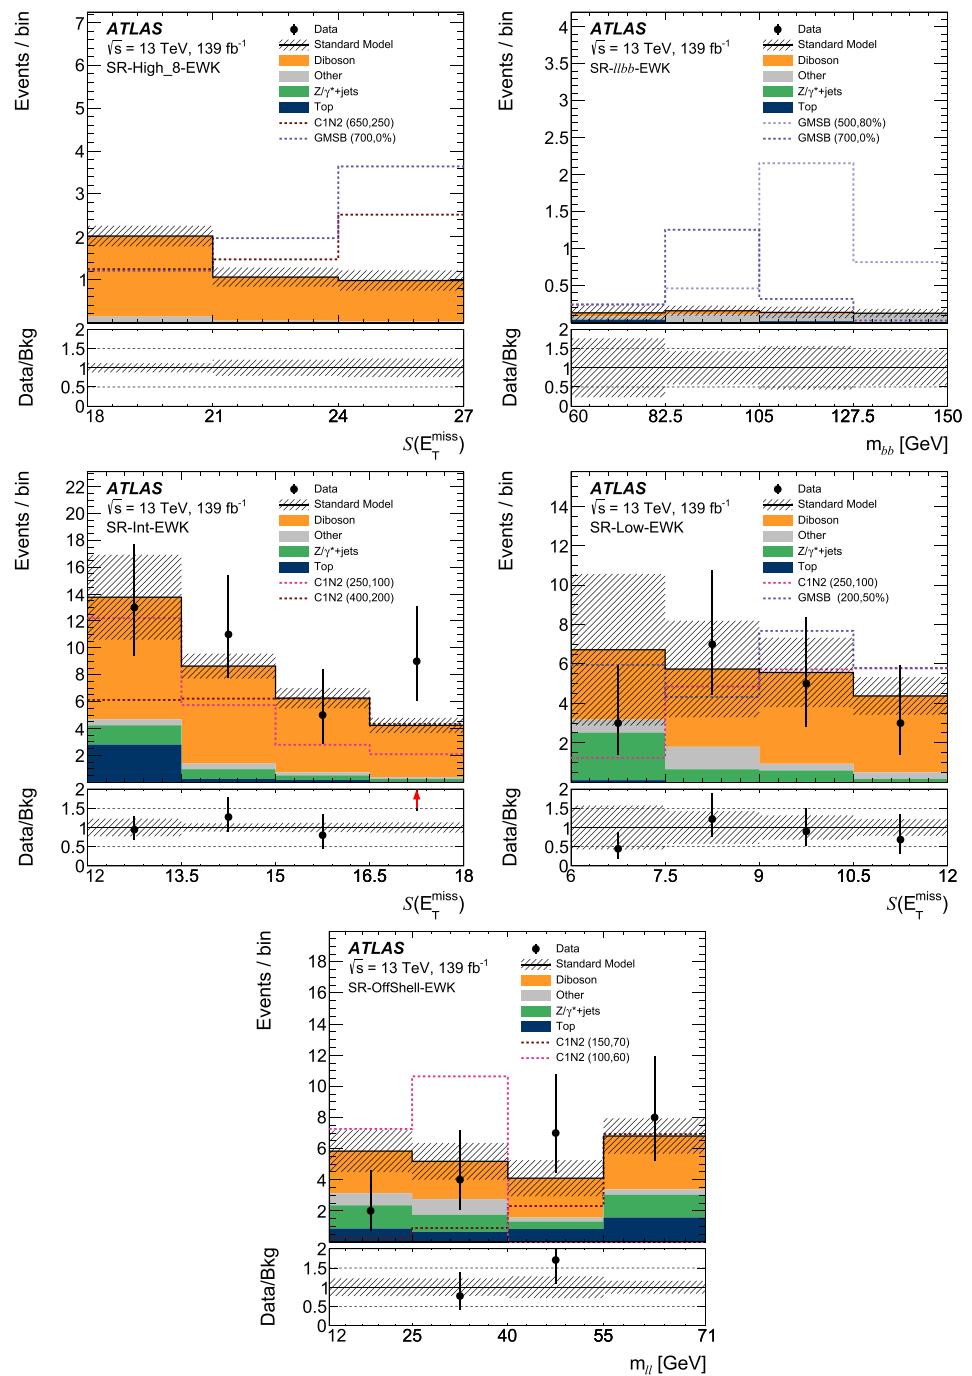 Events / bin
ATLAS
√s = 13 TeV, 139 fb⁻¹
SR-High_8-EWK
Data
Standard Model
Diboson
Other
Z/γ*+jets
Top
C1N2 (650,250)
GMSB (700,0%)
7
6
5
4
3
2
1
Data/Bkg
2
1.5
1
0.5
0
18 21 24 27
S(E_T^miss)
Events / bin
ATLAS
√s = 13 TeV, 139 fb⁻¹
SR-llbb-EWK
Data
Standard Model
Diboson
Other
Z/γ*+jets
Top
GMSB (500,80%)
GMSB (700,0%)
4
3.5
3
2.5
2
1.5
1
0.5
Data/Bkg
2
1.5
1
0.5
0
60 82.5 105 127.5 150
m_bb [GeV]
Events / bin
ATLAS
√s = 13 TeV, 139 fb⁻¹
SR-Int-EWK
Data
Standard Model
Diboson
Other
Z/γ*+jets
Top
C1N2 (250,100)
C1N2 (400,200)
22
20
18
16
14
12
10
8
6
4
2
Data/Bkg
2
1.5
1
0.5
0
12 13.5 15 16.5 18
S(E_T^miss)
Events / bin
ATLAS
√s = 13 TeV, 139 fb⁻¹
SR-Low-EWK
Data
Standard Model
Diboson
Other
Z/γ*+jets
Top
C1N2 (250,100)
GMSB (200,50%)
14
12
10
8
6
4
2
Data/Bkg
2
1.5
1
0.5
0
6 7.5 9 10.5 12
S(E_T^miss)
Events / bin
ATLAS
√s = 13 TeV, 139 fb⁻¹
SR-OffShell-EWK
Data
Standard Model
Diboson
Other
Z/γ*+jets
Top
C1N2 (150,70)
C1N2 (100,60)
18
16
14
12
10
8
6
4
2
Data/Bkg
2
1.5
1
0.5
0
12 25 40 55 71
m_ll [GeV]